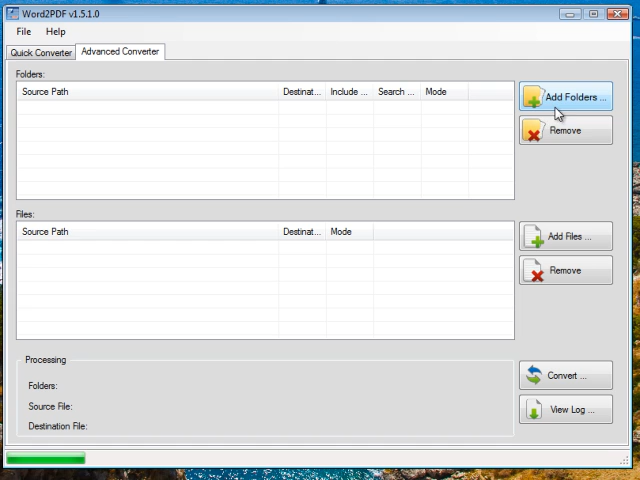 Word2PDF v1.5.1.0
File Help
Quick Converter Advanced Converter
Folders:
Source Path Destinat... Include ... Search ... Mode
Add Folders ...
Remove
Files:
Source Path Destinat... Mode
Add Files ...
Remove
Processing
Folders:
Source File:
Destination File:
Convert ...
View Log ...